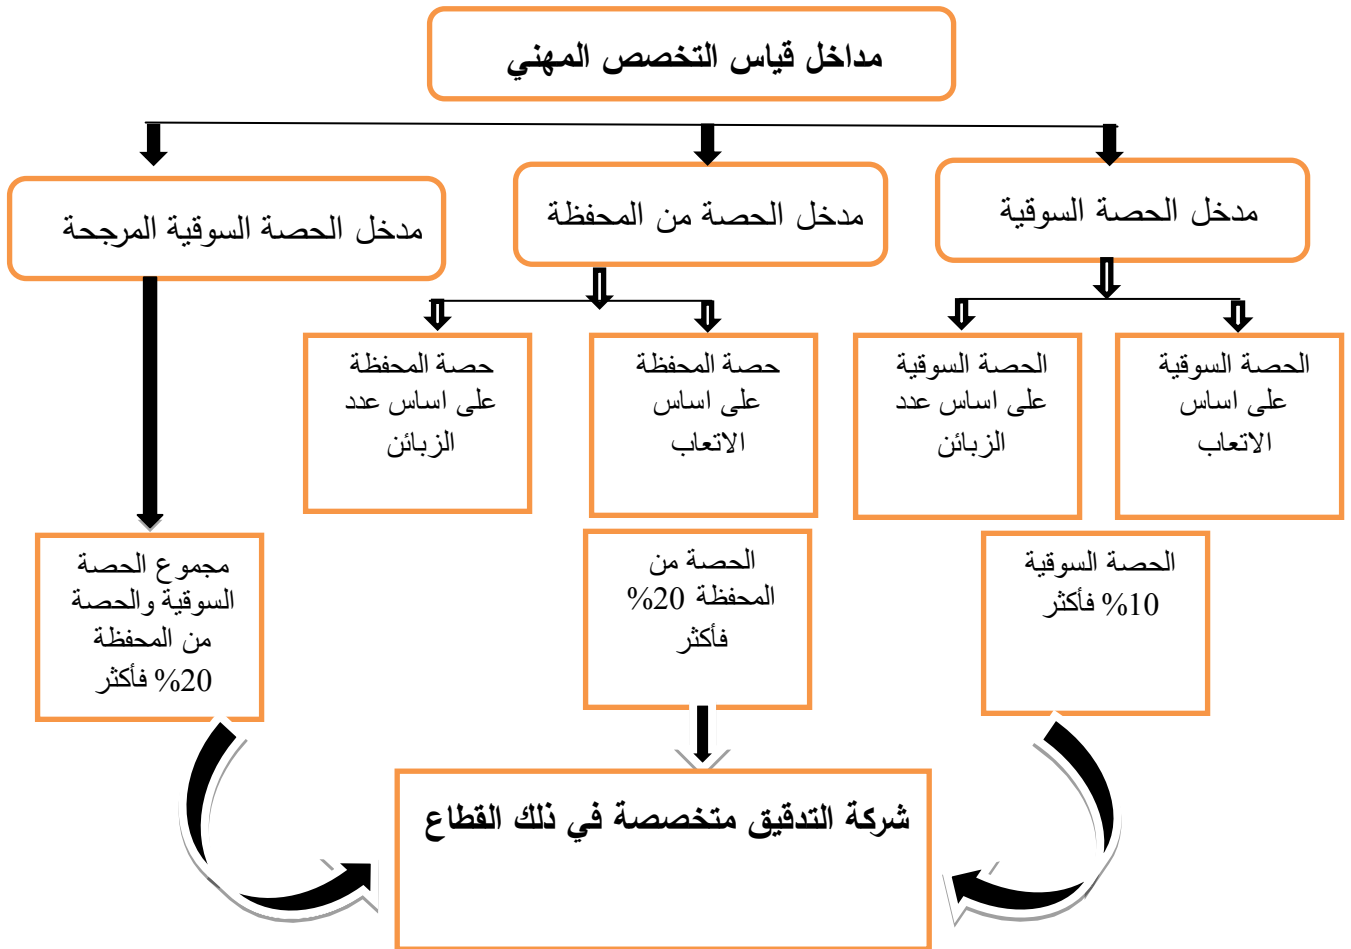 مداخل قياس التخصص المهني
مدخل الحصة السوقية
مدخل الحصة من المحفظة
مدخل الحصة السوقية المرجحة
الحصة السوقية
على اساس
الاتعاب
الحصة السوقية
على اساس عدد
الزبائن
حصة المحفظة
على اساس
الاتعاب
حصة المحفظة
على اساس عدد
الزبائن
الحصة السوقية
10% فأكثر
الحصة من
المحفظة 20%
فأكثر
مجموع الحصة
السوقية والحصة
من المحفظة
20% فأكثر
شركة التدقيق متخصصة في ذلك القطاع